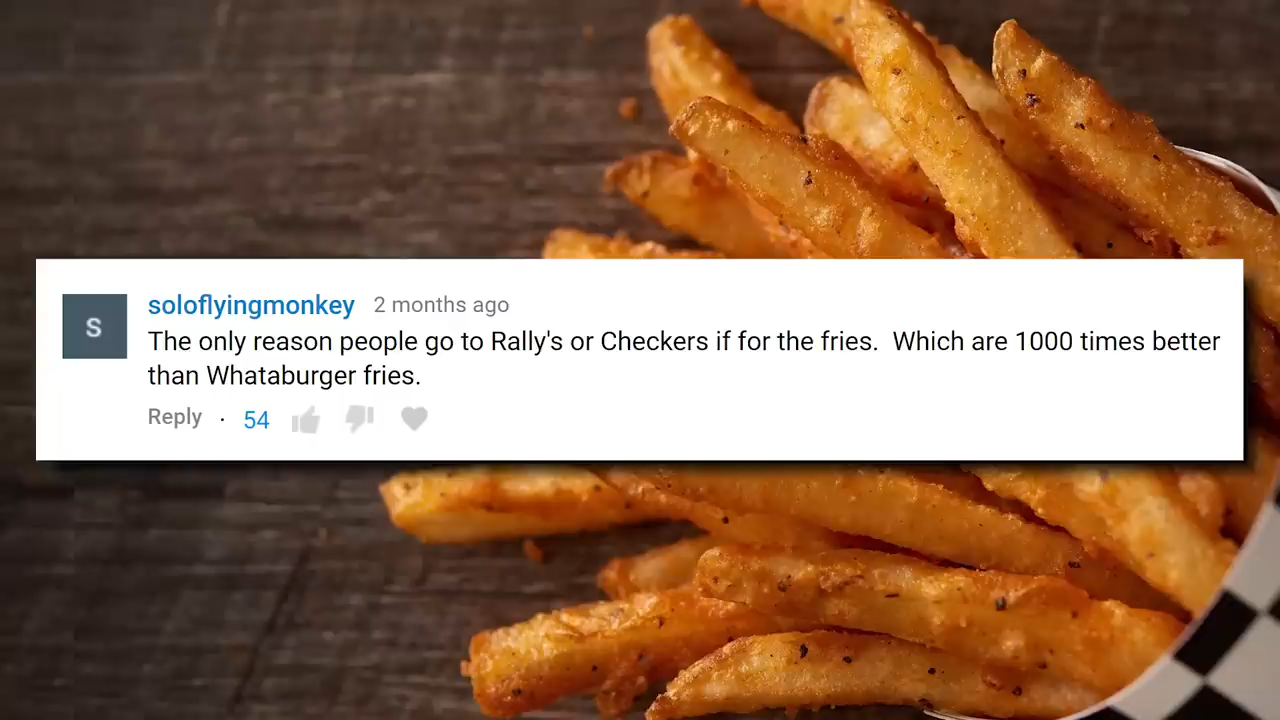 S
soloflyingmonkey 2 months ago
The only reason people go to Rally's or Checkers if for the fries.  Which are 1000 times better
than Whataburger fries.
Reply · 54